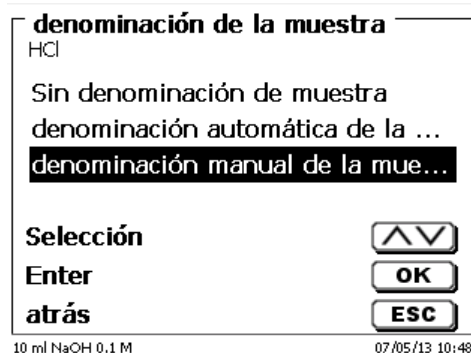 denominación de la muestra
HCl
Sin denominación de muestra
denominación automática de la ...
denominación manual de la mue...
Selección
Enter OK
atrás ESC
10 ml NaOH 0.1 M 07/05/13 10:48